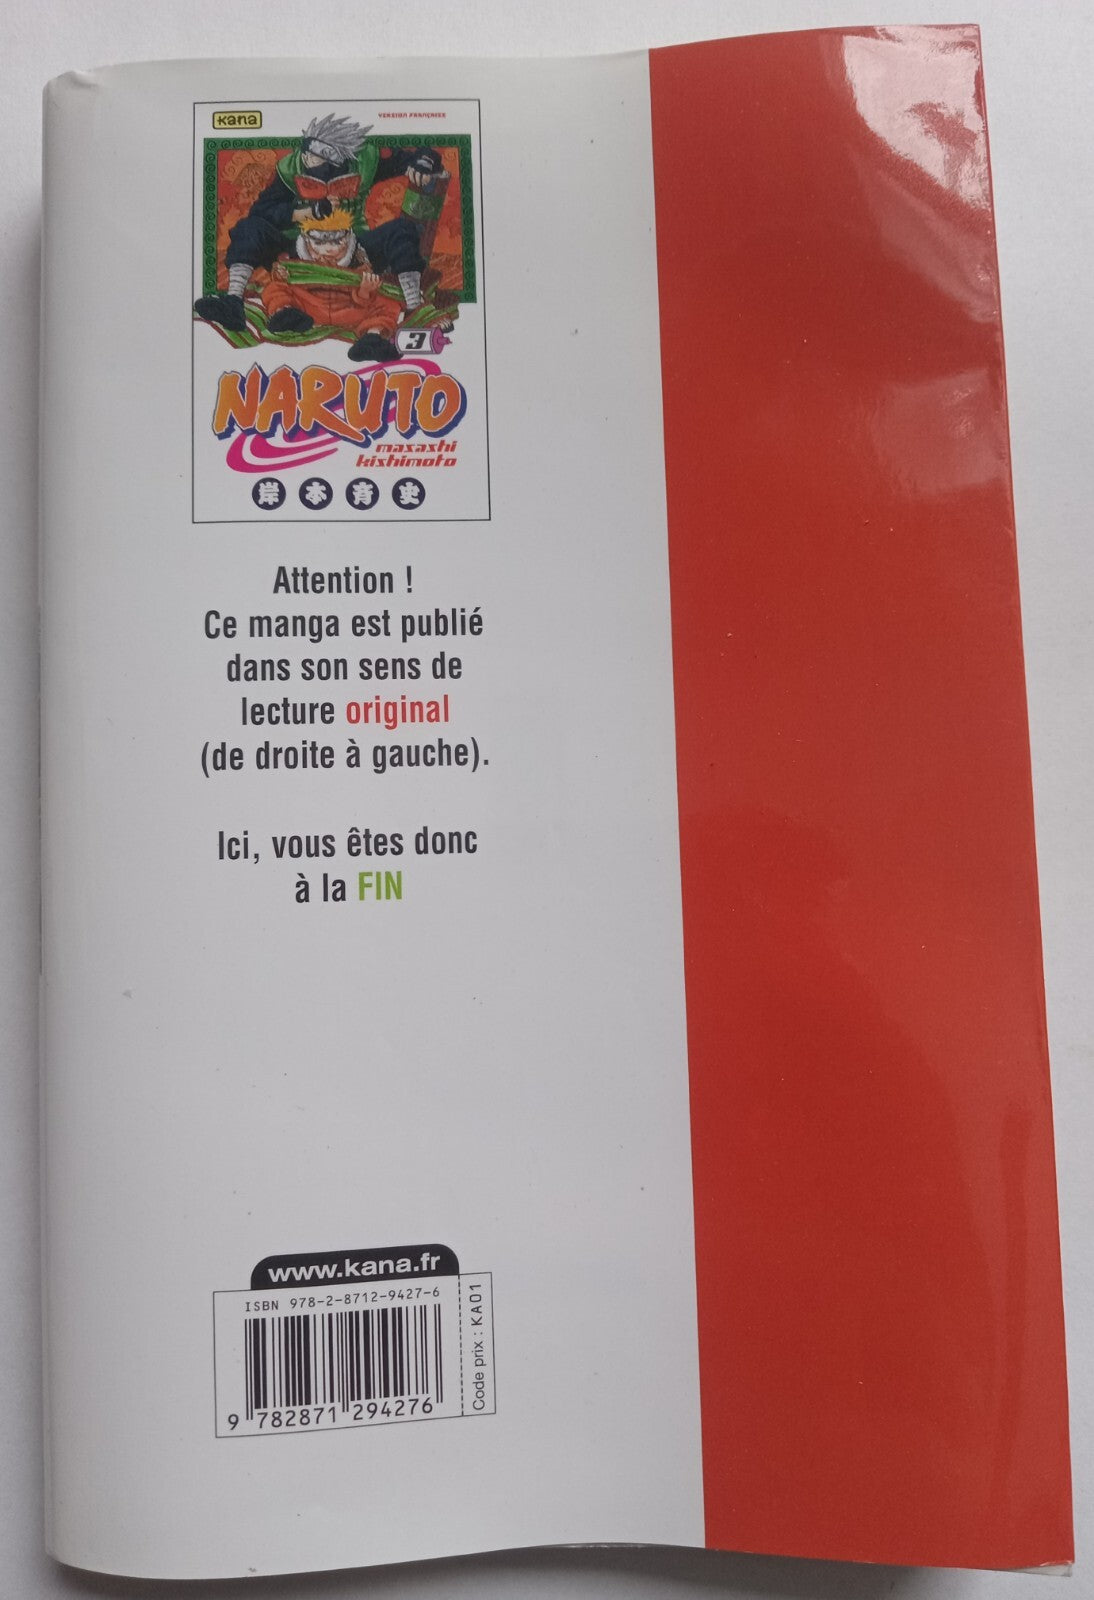 kana
VERSION FRANÇAISE
3
NARUTO
masashi
kishimoto
岸本斉史
Attention !
Ce manga est publié
dans son sens de
lecture original
(de droite à gauche).
Ici, vous êtes donc
à la FIN
www.kana.fr
ISBN 978-2-8712-9427-6
9 782871 294276
Code prix : KA01